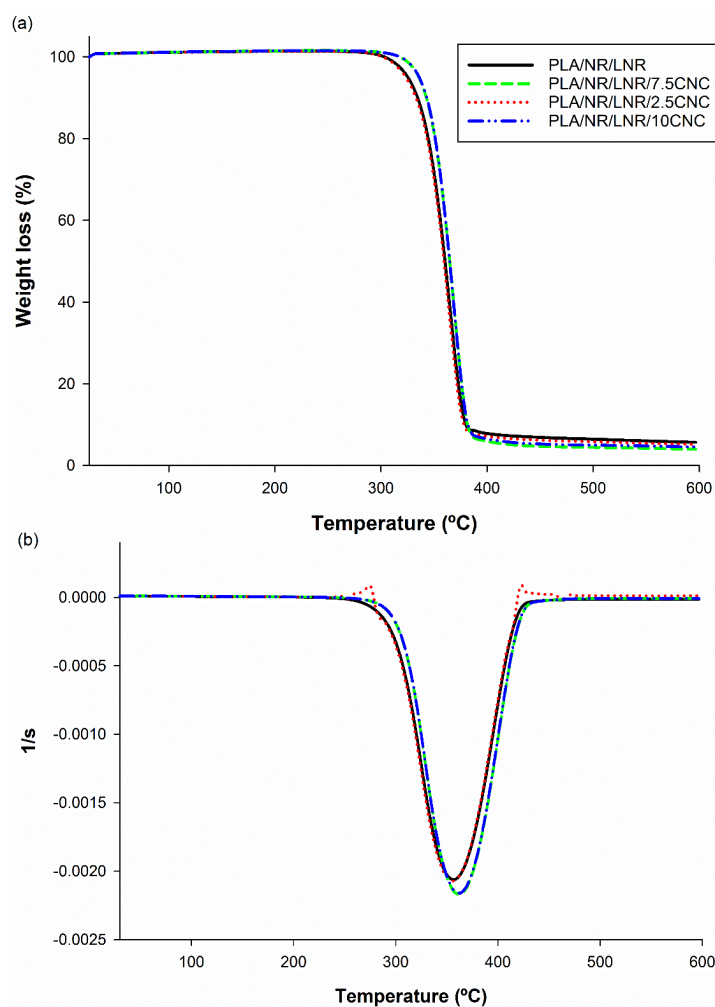 (a)
100
80
60
40
20
0
Weight loss (%)
PLA/NR/LNR
PLA/NR/LNR/7.5CNC
PLA/NR/LNR/2.5CNC
PLA/NR/LNR/10CNC
100 200 300 400 500 600
Temperature (ºC)
(b)
0.0000
-0.0005
-0.0010
-0.0015
-0.0020
-0.0025
1/s
100 200 300 400 500 600
Temperature (ºC)